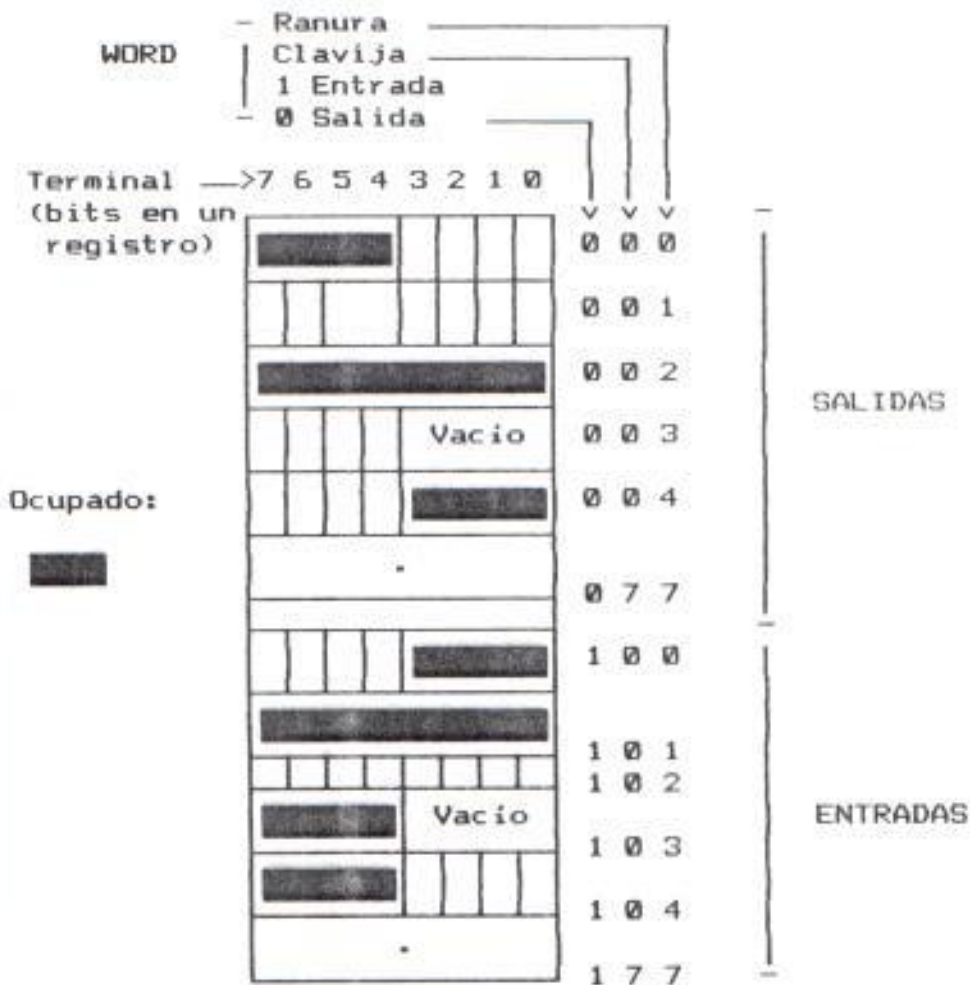 Ranura
WORD Clavija
1 Entrada
0 Salida
Terminal -->7 6 5 4 3 2 1 0
(bits en un
registro)
0 0 0
0 0 1
0 0 2
SALIDAS
Vacio 0 0 3
Ocupado:
0 0 4
0 7 7
1 0 0
1 0 1
1 0 2
Vacío
ENTRADAS
1 0 3
1 0 4
1 7 7